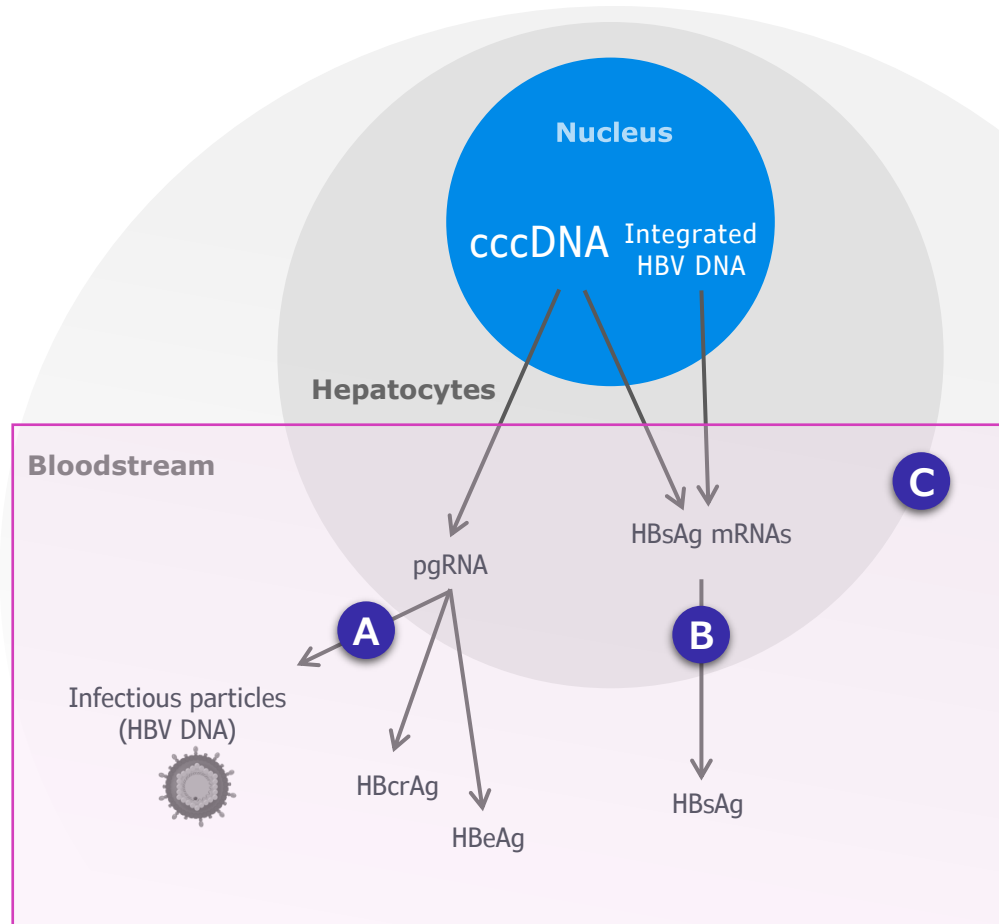 Nucleus
cccDNA
Integrated
HBV DNA
Hepatocytes
Bloodstream
C
HBsAg mRNAs
pgRNA
A
B
Infectious particles
(HBV DNA)
HBcrAg
HBsAg
HBeAg